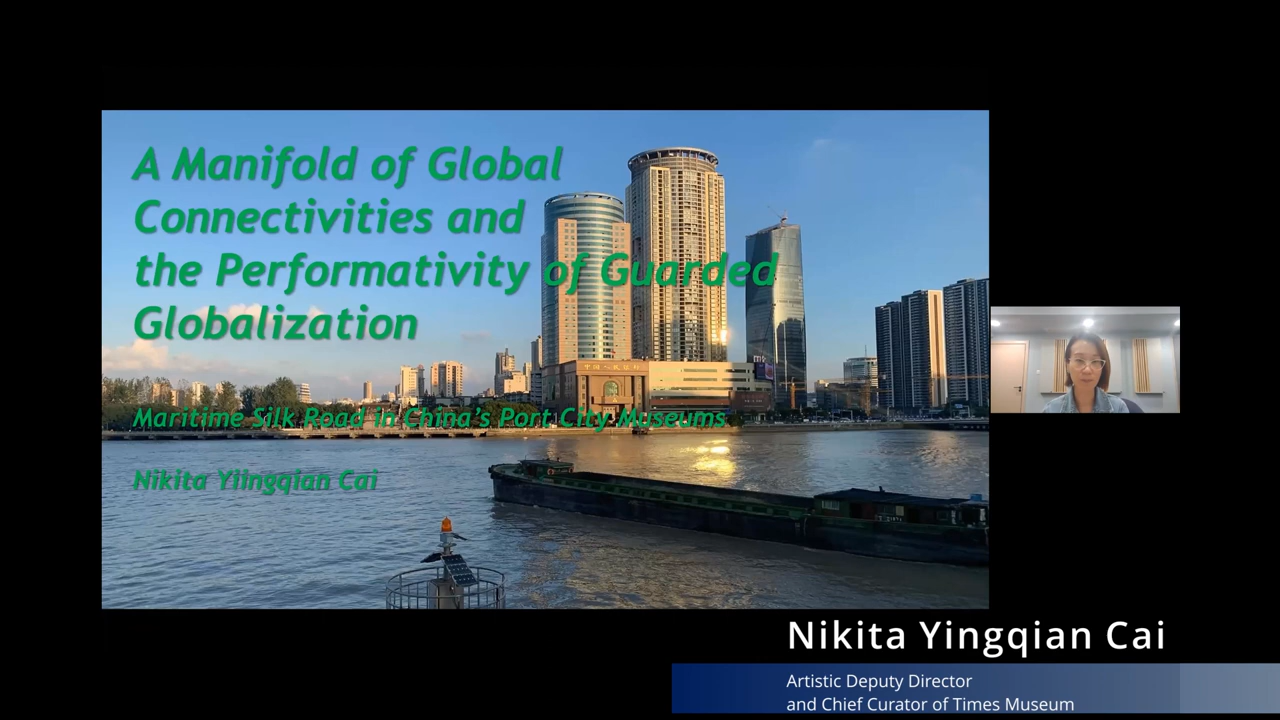 A Manifold of Global
Connectivities and
the Performativity of Guarded
Globalization
Maritime Silk Road in China's Port City Museums
Nikita Yiingqian Cai
Nikita Yingqian Cai
Artistic Deputy Director
and Chief Curator of Times Museum